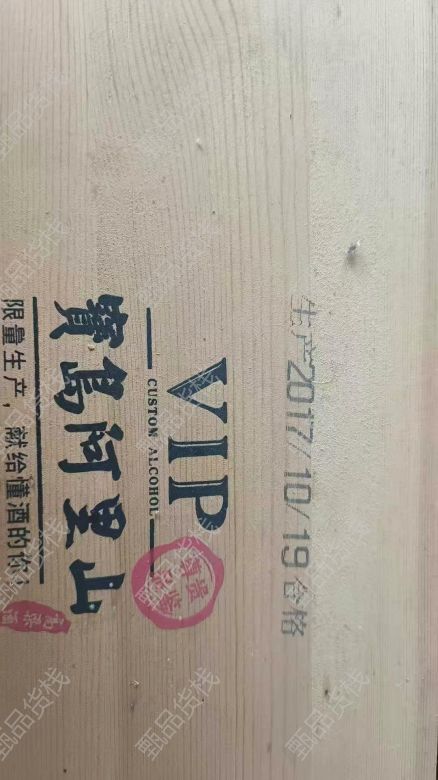 生产2017/10/19合格
VIP
CUSTOM ALCOHOL
寶島阿里山
限量生产，献给懂酒的你
甄品货栈